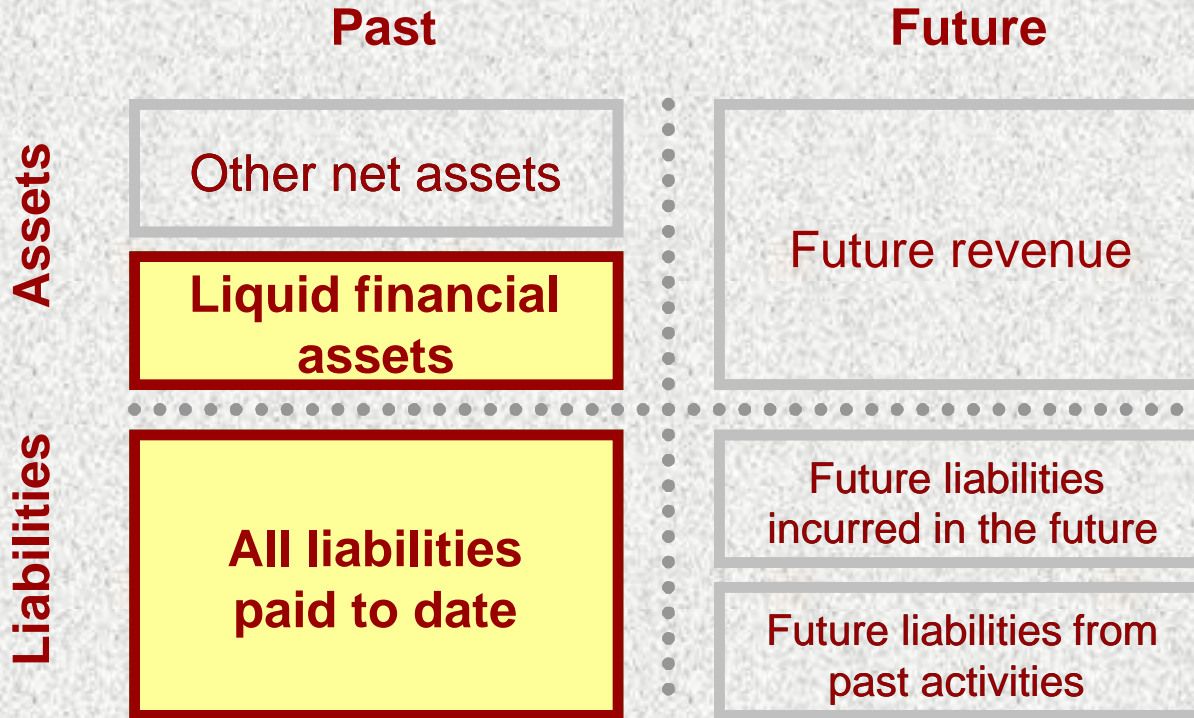 Past
Future
Assets
Other net assets
Liquid financial
assets
Future revenue
Liabilities
All liabilities
paid to date
Future liabilities
incurred in the future
Future liabilities from
past activities